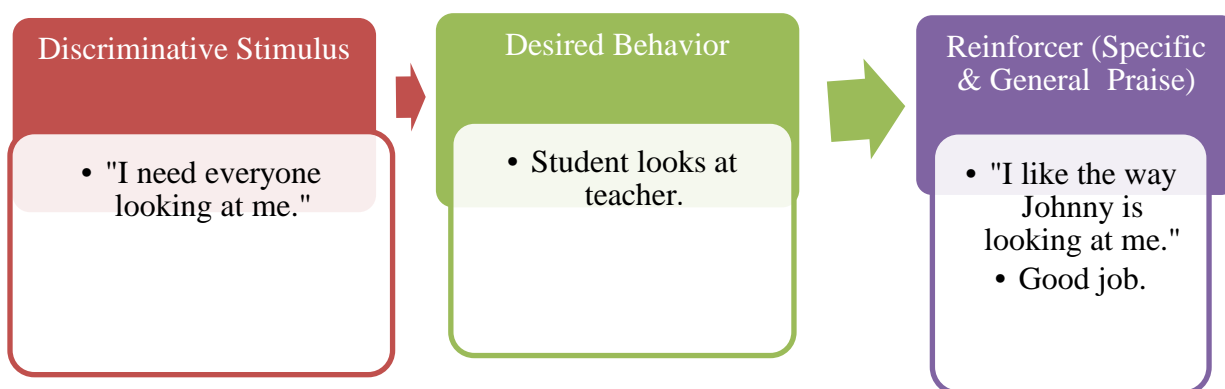 Discriminative Stimulus
• "I need everyone
looking at me."
Desired Behavior
• Student looks at
teacher.
Reinforcer (Specific
& General Praise)
• "I like the way
Johnny is
looking at me."
• Good job.